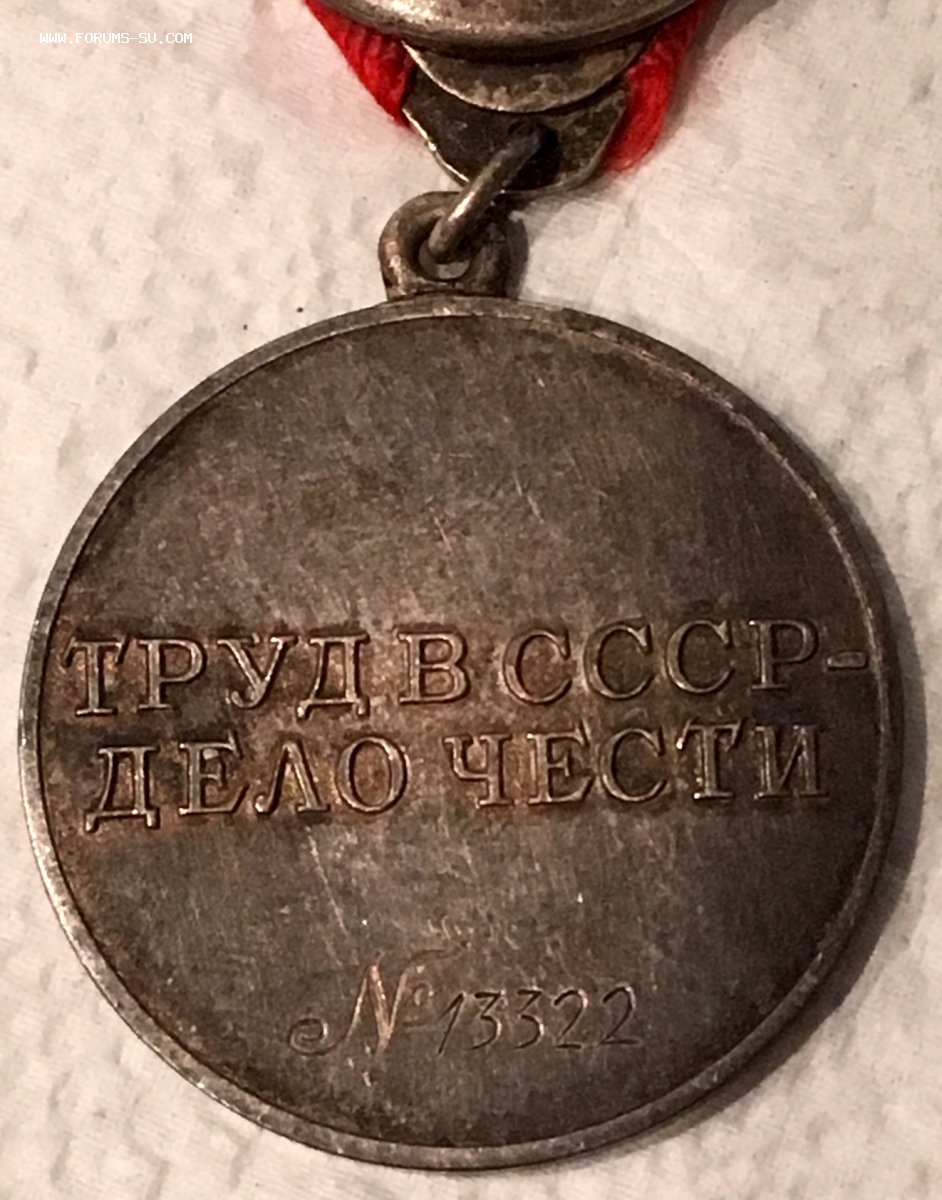 WWW.FORUMS-SU.COM
ТРУД В СССР-
ДЕЛО ЧЕСТИ
№ 13322